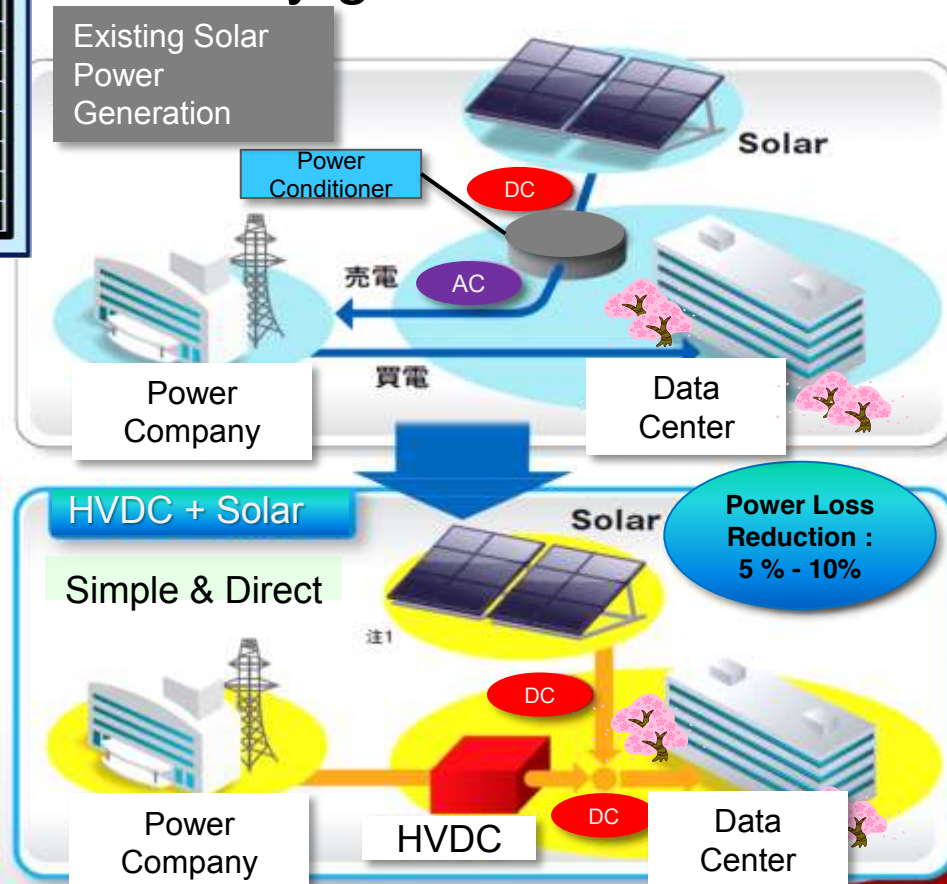 Existing Solar
Power
Generation
Solar
Power
Conditioner
DC
売電
AC
買電
Power
Company
Data
Center
HVDC + Solar
Solar
Power Loss
Reduction :
5 % - 10%
Simple & Direct
注1
DC
DC
HVDC
Power
Company
Data
Center